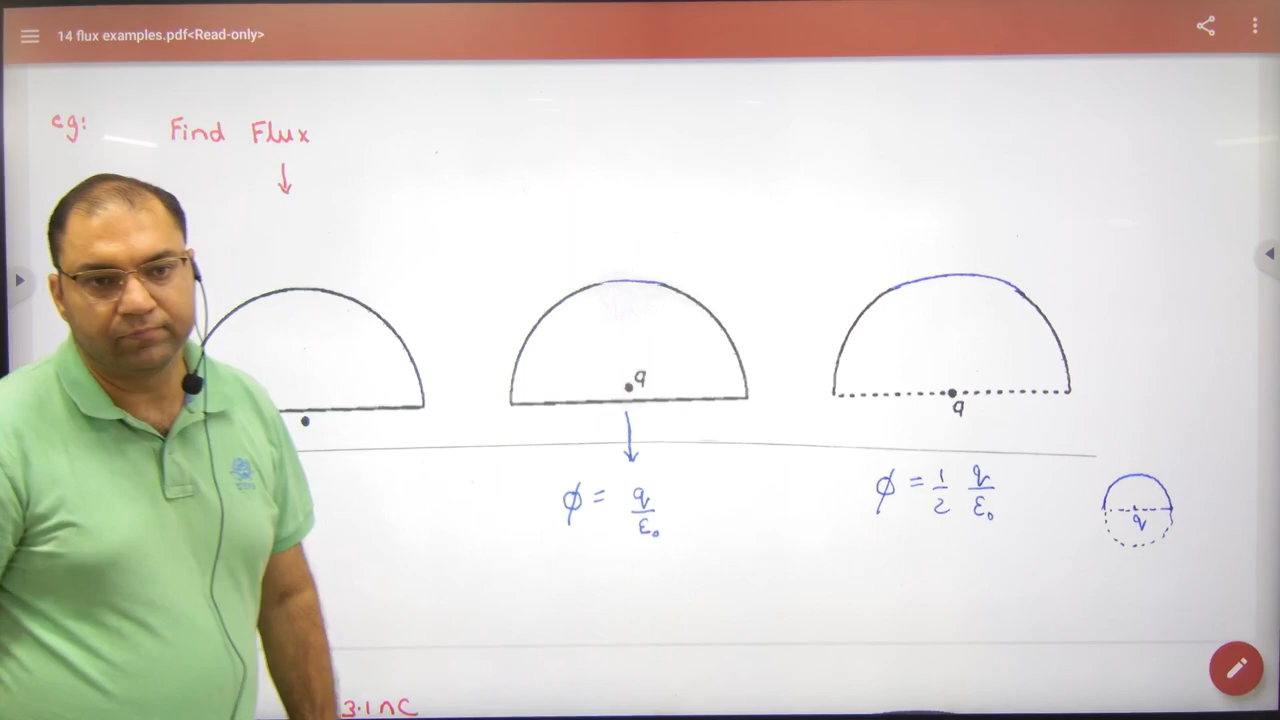 14 flux examples.pdf<Read-only>
eg: Find Flux
q
q
φ = q/ε₀
φ = 1/2 q/ε₀
q
3.1 nC